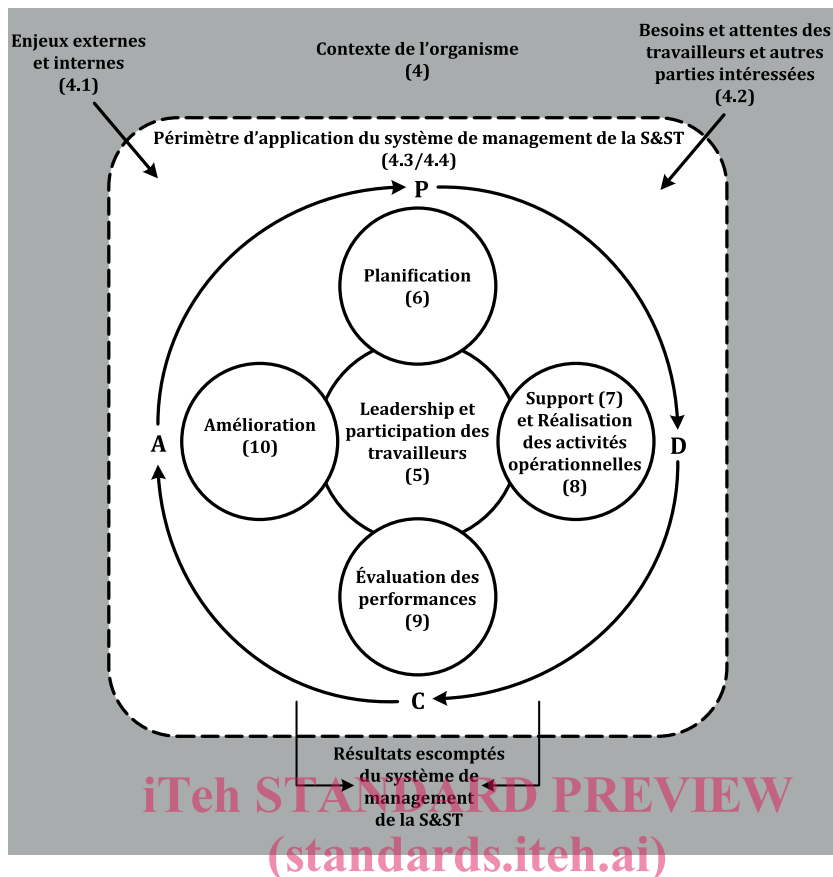 Enjeux externes
et internes
(4.1)
Contexte de l’organisme
(4)
Besoins et attentes des
travailleurs et autres
parties intéressées
(4.2)
Périmètre d’application du système de management de la S&ST
(4.3/4.4)
P
Planification
(6)
A
Amélioration
(10)
Leadership et
participation des
travailleurs
(5)
Support (7)
et Réalisation
des activités
opérationnelles
(8)
D
Évaluation des
performances
(9)
C
Résultats escomptés
du système de
management
de la S&ST
iTeh STANDARD PREVIEW
(standards.iteh.ai)